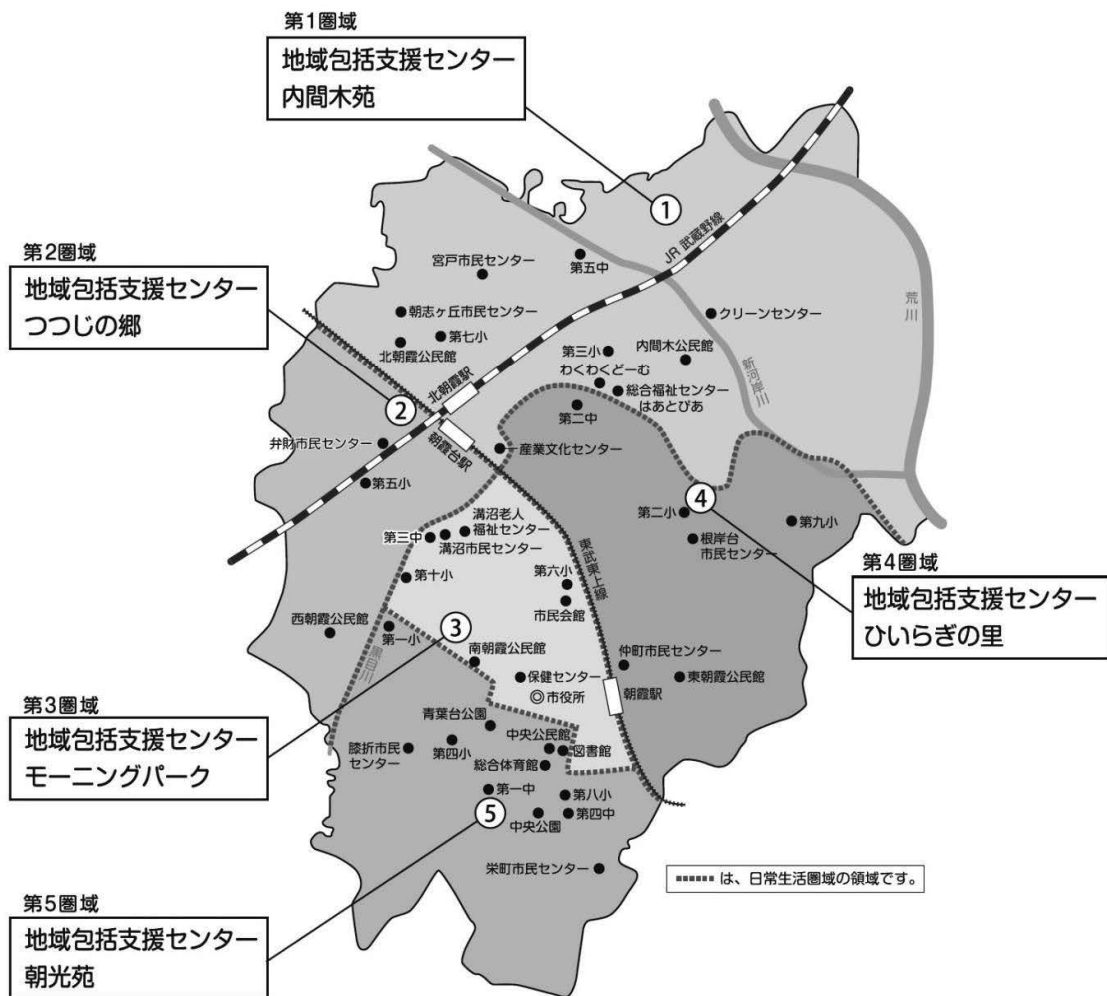 第1圏域
地域包括支援センター
内間木苑
第2圏域
地域包括支援センター
つつじの郷
第3圏域
地域包括支援センター
モーニングパーク
第4圏域
地域包括支援センター
ひいらぎの里
第5圏域
地域包括支援センター
朝光苑
①
JR 武蔵野線
宮戸市民センター
第五中
朝志ヶ丘市民センター
第七小
北朝霞公民館
クリーンセンター
荒川
新河岸川
第三小
内間木公民館
わくわくどーむ
総合福祉センター
はあとぴあ
第二中
北朝霞駅
②
朝霞台駅
弁財市民センター
産業文化センター
第五小
④
第二小
第九小
根岸台
市民センター
溝沼老人
福祉センター
第三中
溝沼市民センター
東武東上線
第十小
第六小
市民会館
西朝霞公民館
第一小
③
黒目川
南朝霞公民館
仲町市民センター
保健センター
東朝霞公民館
◎市役所
朝霞駅
青葉台公園
膝折市民
センター
第四小
中央公民館
図書館
総合体育館
第一中
第八小
⑤
中央公園
第四中
栄町市民センター
は、日常生活圏域の領域です。